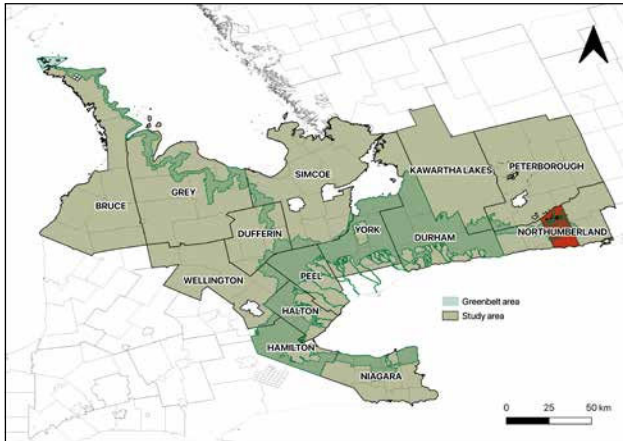 SIMCOE
KAWARTHA LAKES
PETERBOROUGH
GREY
BRUCE
DUFFERIN
YORK
DURHAM
NORTHUMBERLAND
WELLINGTON
PEEL
HALTON
HAMILTON
NIAGARA
Greenbelt area
Study area
0 25 50 km